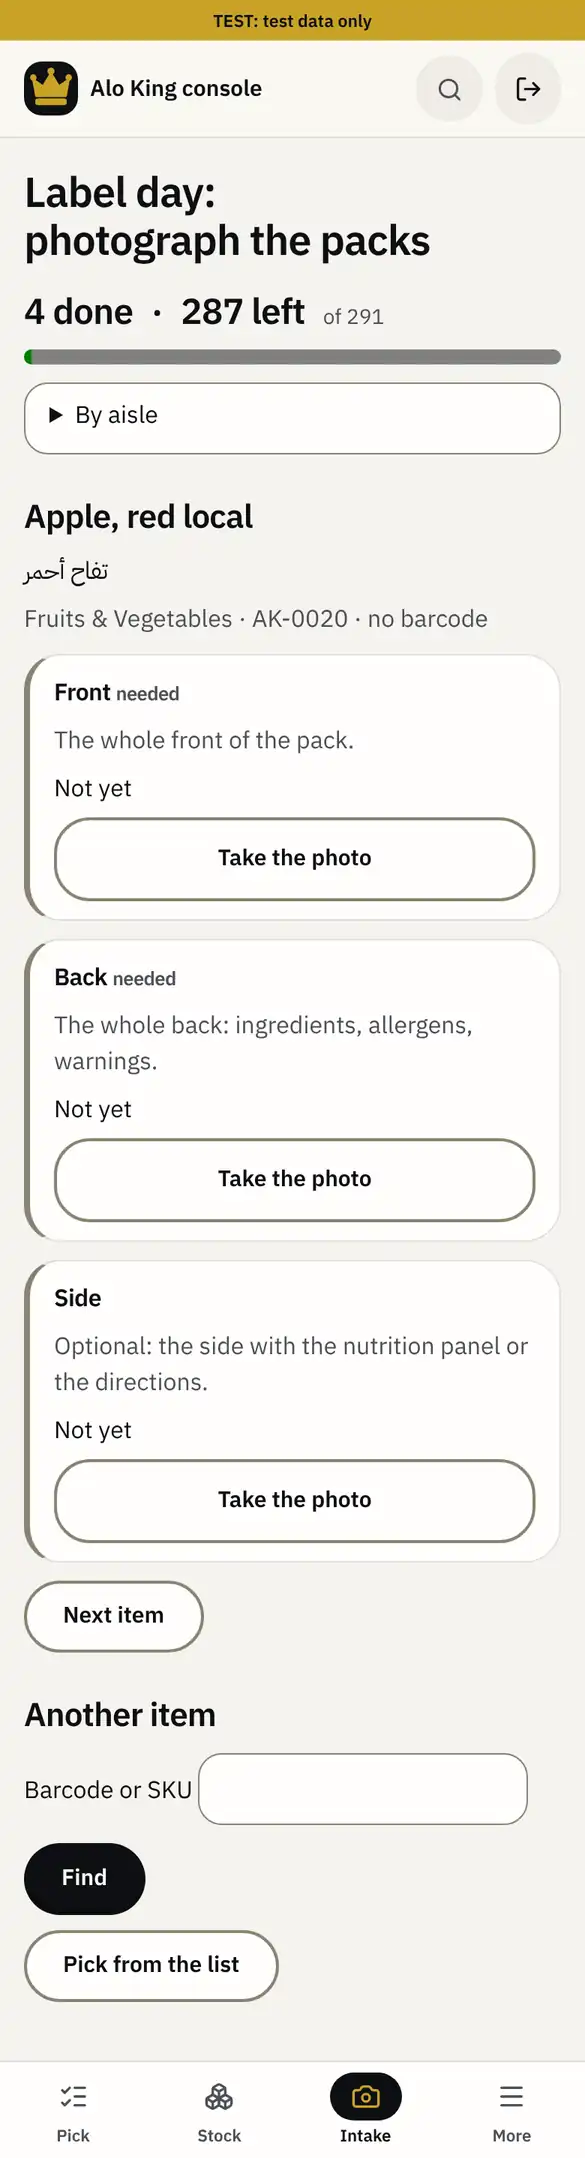 TEST: test data only
Alo King console
Label day:
photograph the packs
4 done · 287 left of 291
▶ By aisle
Apple, red local
تفاح أحمر
Fruits & Vegetables · AK-0020 · no barcode
Front needed
The whole front of the pack.
Not yet
Take the photo
Back needed
The whole back: ingredients, allergens,
warnings.
Not yet
Take the photo
Side
Optional: the side with the nutrition panel or
the directions.
Not yet
Take the photo
Next item
Another item
Barcode or SKU
Find
Pick from the list
Pick Stock Intake More